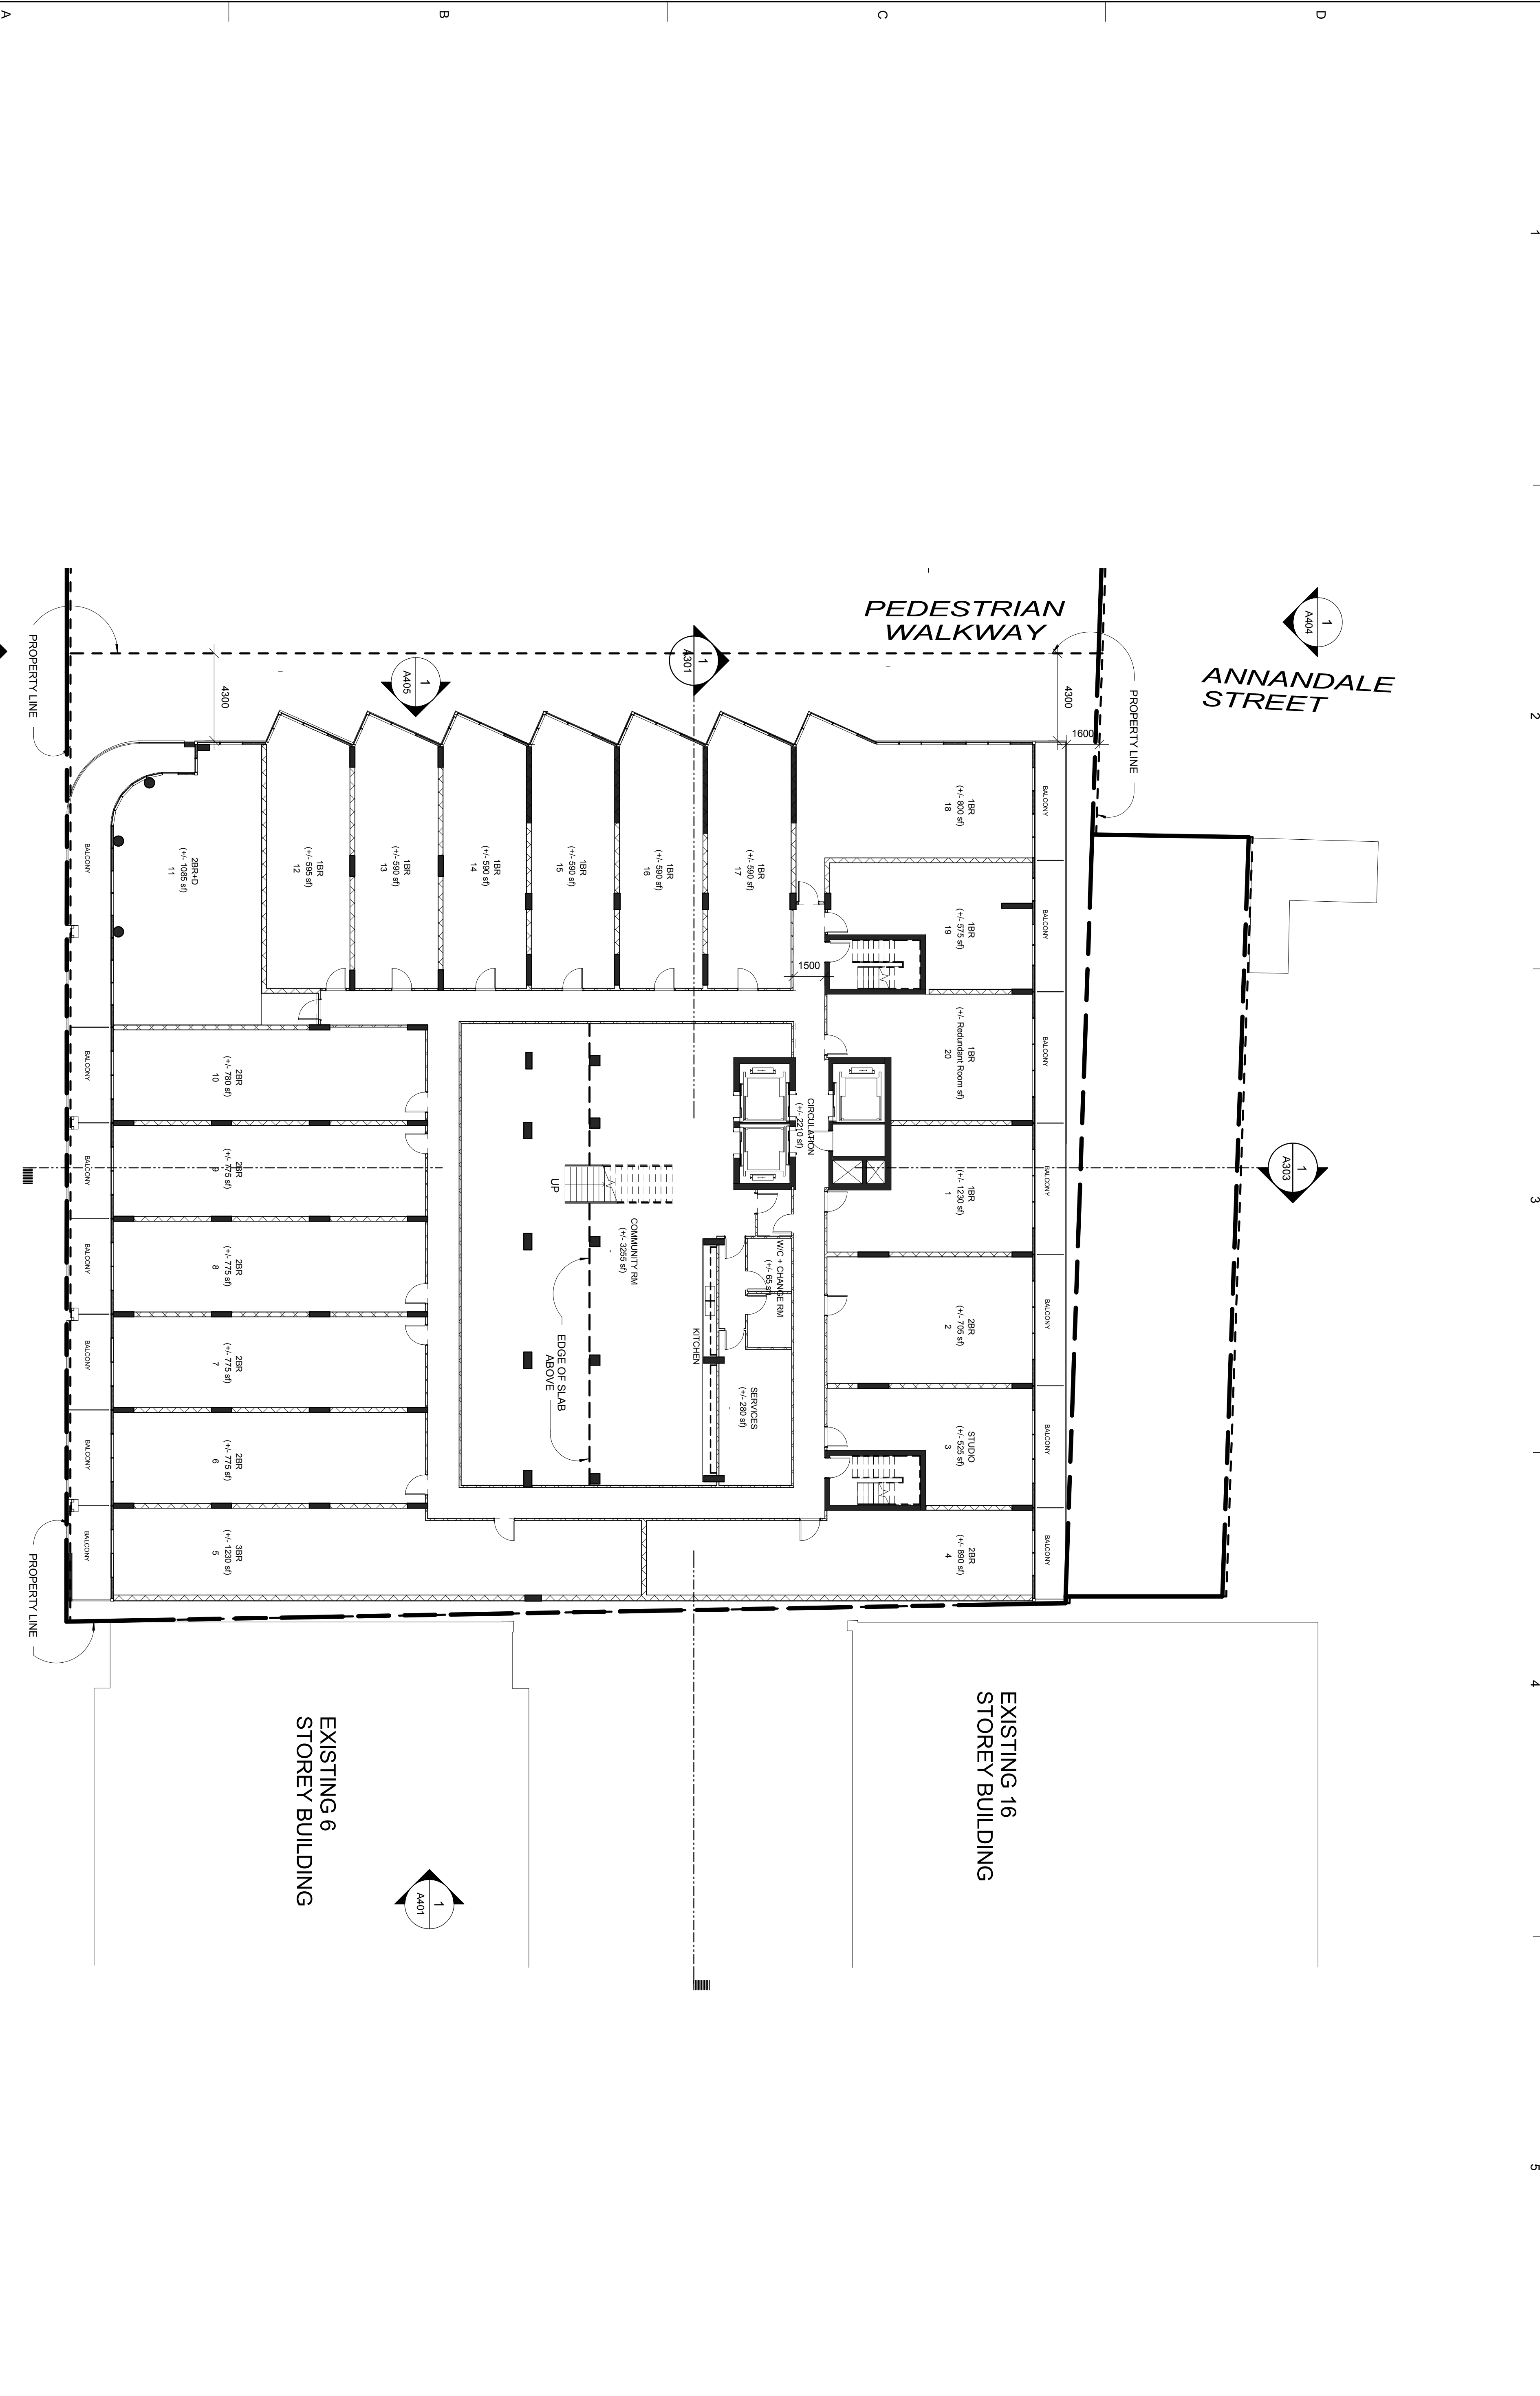 A
B
C
D
1
2
3
4
5
PEDESTRIAN
WALKWAY
ANNANDALE
STREET
1
A404
1
A301
1
A405
1
A303
1
A401
PROPERTY LINE
PROPERTY LINE
PROPERTY LINE
4300
4300
1600
1500
1BR
(+/- 800 sf)
18
1BR
(+/- 575 sf)
19
1BR
(+/- Redundant Room sf)
20
1BR
(+/- 1230 sf)
1
2BR
(+/- 705 sf)
2
STUDIO
(+/- 525 sf)
3
2BR
(+/- 890 sf)
4
3BR
(+/- 1230 sf)
5
2BR
(+/- 775 sf)
6
2BR
(+/- 775 sf)
7
2BR
(+/- 775 sf)
8
2BR
(+/- 775 sf)
9
2BR
(+/- 780 sf)
10
2BR+D
(+/- 1085 sf)
11
1BR
(+/- 595 sf)
12
1BR
(+/- 590 sf)
13
1BR
(+/- 590 sf)
14
1BR
(+/- 590 sf)
15
1BR
(+/- 590 sf)
16
1BR
(+/- 590 sf)
17
BALCONY
BALCONY
BALCONY
BALCONY
BALCONY
BALCONY
BALCONY
BALCONY
BALCONY
BALCONY
BALCONY
BALCONY
BALCONY
BALCONY
CIRCULATION
(+/- 2210 sf)
W/C + CHANGE RM
(+/- 65 sf)
SERVICES
(+/- 280 sf)
KITCHEN
COMMUNITY RM
(+/- 3255 sf)
UP
EDGE OF SLAB
ABOVE
EXISTING 16
STOREY BUILDING
EXISTING 6
STOREY BUILDING